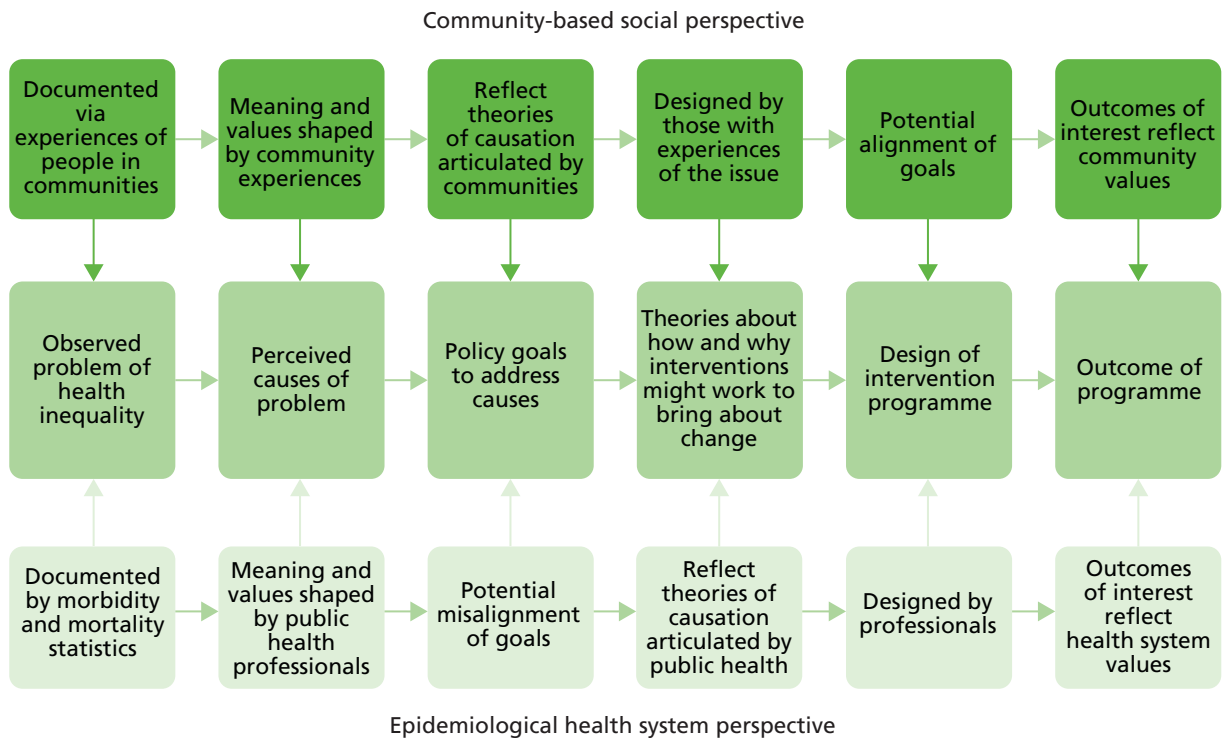 Community-based social perspective
Documented
via
experiences of
people in
communities
Meaning and
values shaped
by community
experiences
Reflect
theories
of causation
articulated by
communities
Designed by
those with
experiences
of the issue
Potential
alignment of
goals
Outcomes of
interest reflect
community
values
Observed
problem of
health
inequality
Perceived
causes of
problem
Policy goals
to address
causes
Theories about
how and why
interventions
might work to
bring about
change
Design of
intervention
programme
Outcome of
programme
Documented
by morbidity
and mortality
statistics
Meaning and
values shaped
by public
health
professionals
Potential
misalignment
of goals
Reflect
theories of
causation
articulated by
public health
Designed by
professionals
Outcomes
of interest
reflect
health system
values
Epidemiological health system perspective